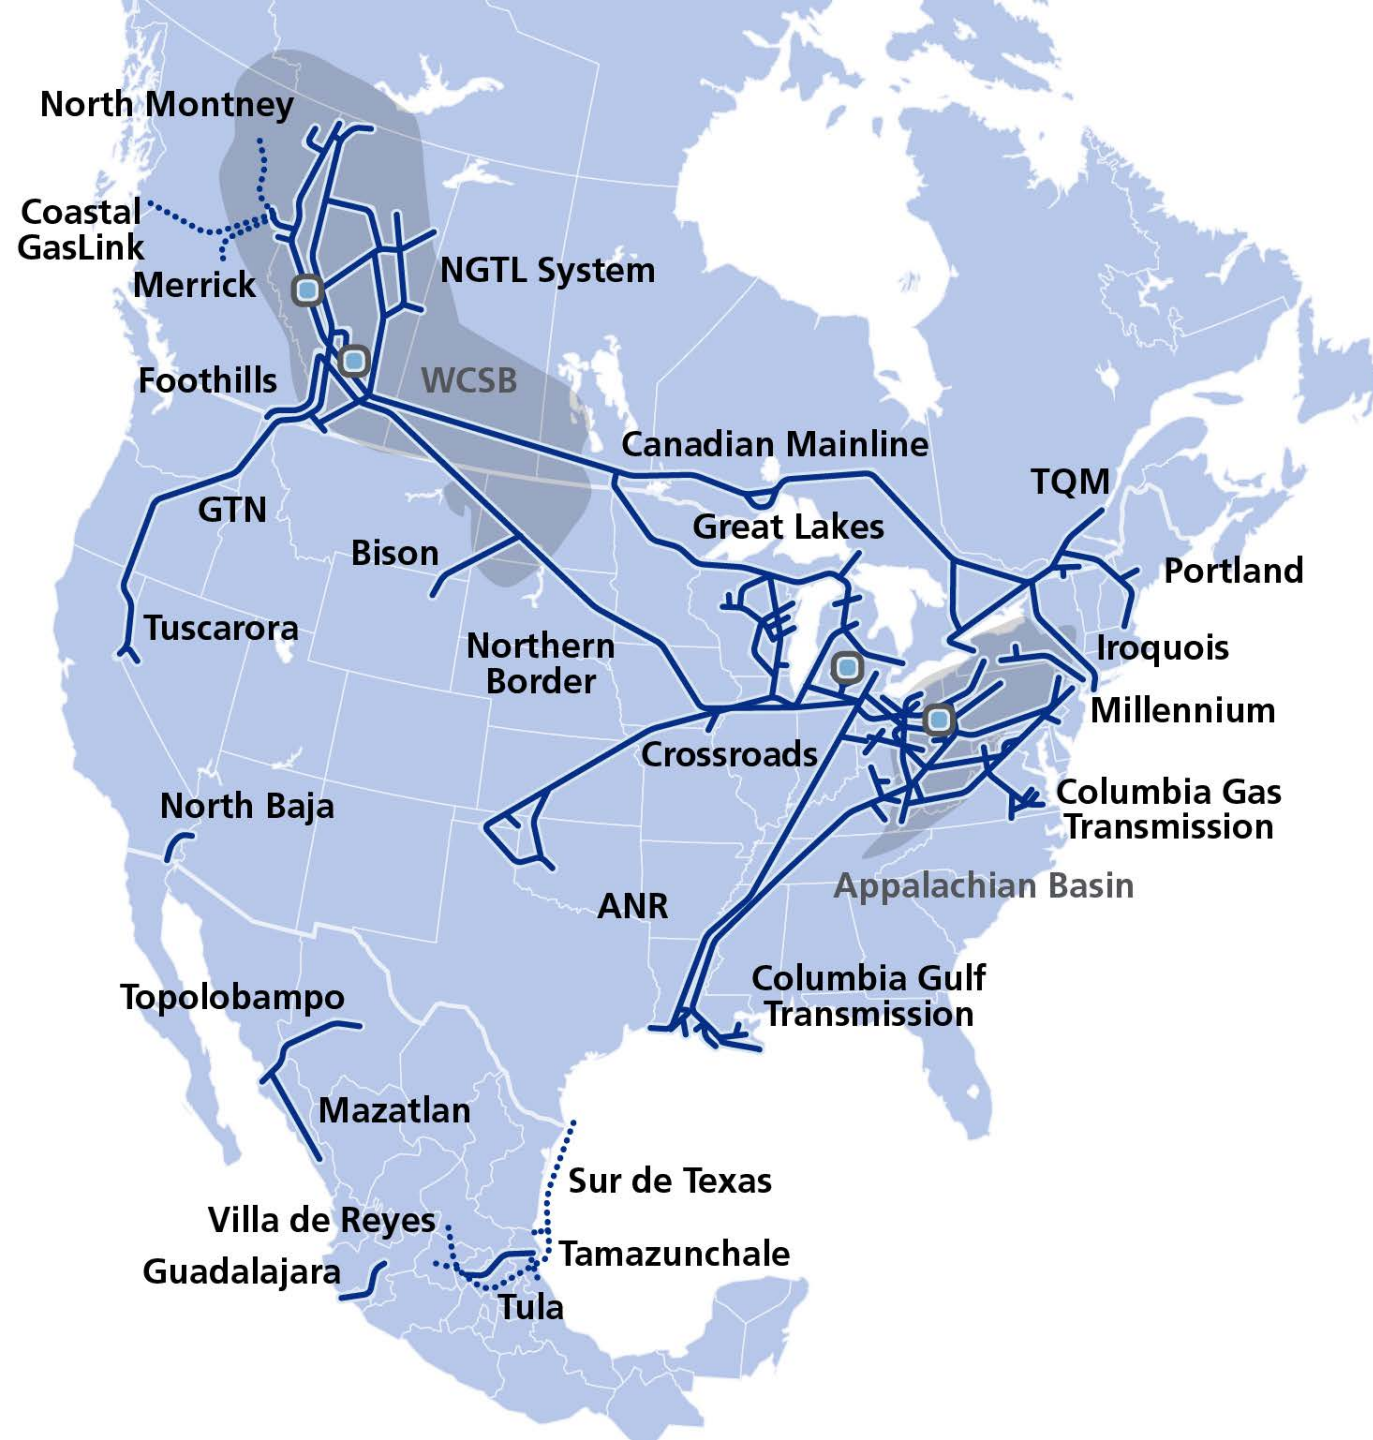 North Montney
Coastal
GasLink
Merrick
NGTL System
Foothills
WCSB
Canadian Mainline
TQM
GTN
Great Lakes
Bison
Portland
Tuscarora
Northern
Border
Iroquois
Millennium
Crossroads
North Baja
Columbia Gas
Transmission
Appalachian Basin
ANR
Columbia Gulf
Transmission
Topolobampo
Mazatlan
Sur de Texas
Villa de Reyes
Tamazunchale
Guadalajara
Tula